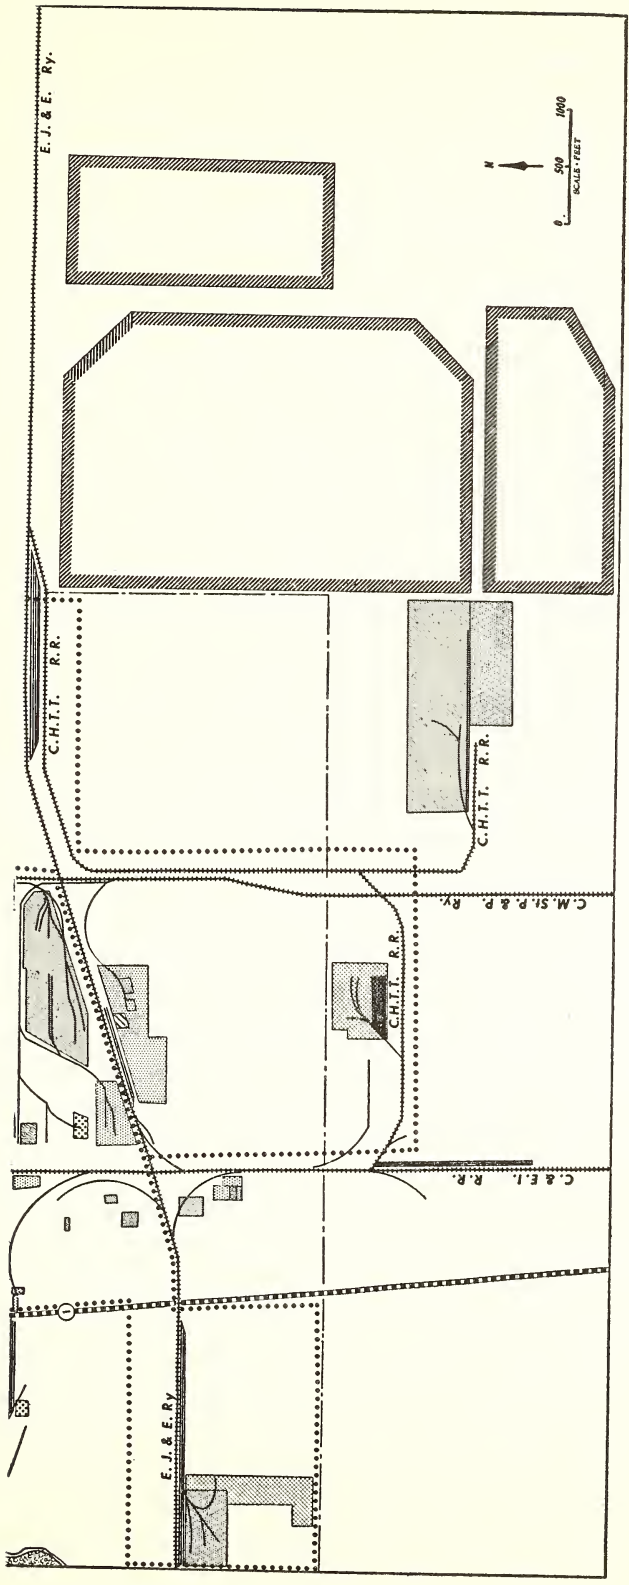 E. J. & E. Ry.
N
0 500 1000
SCALE - FEET
C.H.T.T. R.R.
C.H.T.T. R.R.
C.M. St. P. & P. Ry.
C.H.T.T. R.R.
C. & E. I. R.R.
1
E. J. & E. Ry